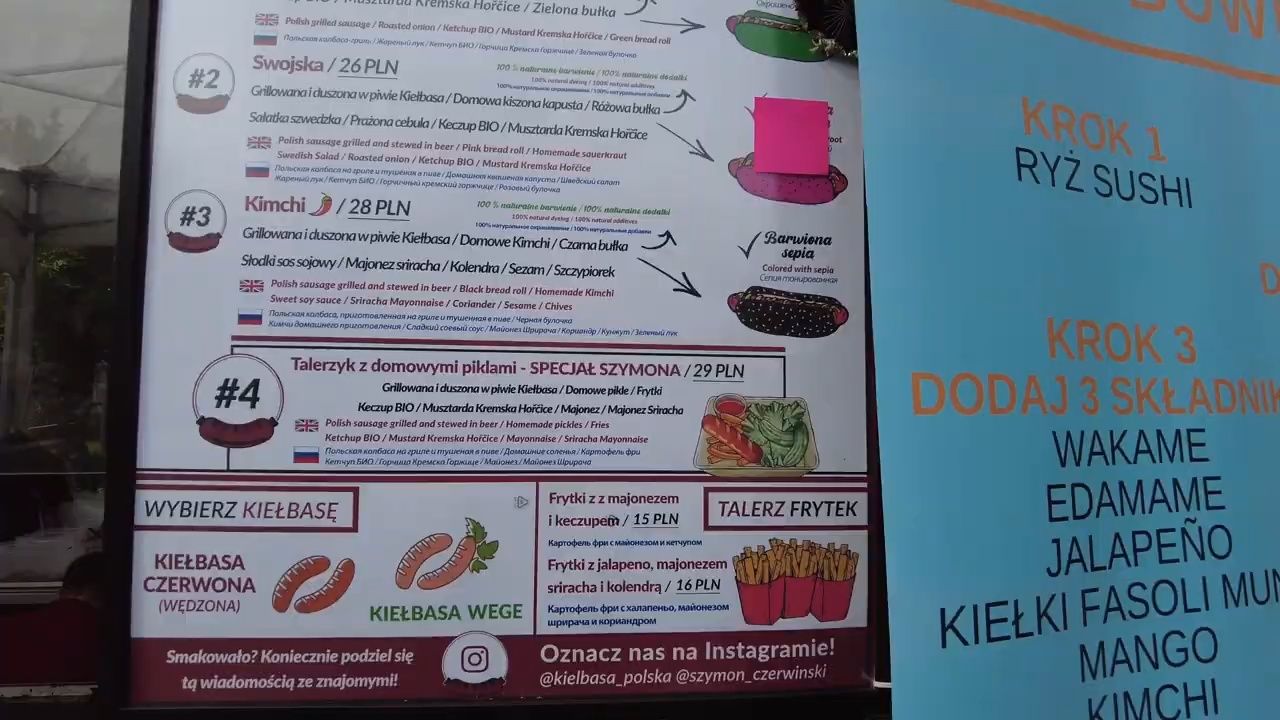 Musztarda Kremska Hořčice / Zielona bułka
Polish grilled sausage / Roasted onion / Ketchup BIO / Mustard Kremska Hořčice / Green bread roll
Польская колбаса-гриль / Жареный лук / Кетчуп БИО / Горчица Кремска Горжчице / Зеленая булочка
#2
Swojska / 26 PLN
100 % naturalne barwienie / 100% naturalne dodatki
100% natural dyeing / 100% natural additives
100% натуральное окрашивание / 100% натуральные добавки
Grillowana i duszona w piwie Kiełbasa / Domowa kiszona kapusta / Różowa bułka
Sałatka szwedzka / Prażona cebula / Keczup BIO / Musztarda Kremska Hořčice
Polish sausage grilled and stewed in beer / Pink bread roll / Homemade sauerkraut
Swedish Salad / Roasted onion / Ketchup BIO / Mustard Kremska Hořčice
Польская колбаса на гриле и тушеная в пиве / Домашняя квашеная капуста / Шведский салат
Жареный лук / Кетчуп БИО / Горчичный кремский горжчице / Розовый булочка
#3
Kimchi / 28 PLN
100 % naturalne barwienie / 100% naturalne dodatki
100% natural dyeing / 100% natural additives
100% натуральное окрашивание / 100% натуральные добавки
Grillowana i duszona w piwie Kiełbasa / Domowe Kimchi / Czarna bułka
Słodki sos sojowy / Majonez sriracha / Kolendra / Sezam / Szczypiorek
Polish sausage grilled and stewed in beer / Black bread roll / Homemade Kimchi
Sweet soy sauce / Sriracha Mayonnaise / Coriander / Sesame / Chives
Польская колбаса, приготовленная на гриле и тушеная в пиве / Черная булочка
Кимчи домашнего приготовления / Сладкий соевый соус / Майонез Шрирача / Кориандр / Кунжут / Зеленый лук
Barwiona
sepia
Colored with sepia
Сепия тонированная
#4
Talerzyk z domowymi piklami - SPECJAŁ SZYMONA / 29 PLN
Grillowana i duszona w piwie Kiełbasa / Domowe pikle / Frytki
Keczup BIO / Musztarda Kremska Hořčice / Majonez / Majonez Sriracha
Polish sausage grilled and stewed in beer / Homemade pickles / Fries
Ketchup BIO / Mustard Kremska Hořčice / Mayonnaise / Sriracha Mayonnaise
Польская колбаса на гриле и тушеная в пиве / Домашние соленья / Картофель фри
Кетчуп БИО / Горчица Кремска Горжице / Майонез / Майонез Шрирача
WYBIERZ KIEŁBASĘ
KIEŁBASA
CZERWONA
(WĘDZONA)
KIEŁBASA WEGE
TALERZ FRYTEK
Frytki z z majonezem
i keczupem / 15 PLN
Картофель фри с майонезом и кетчупом
Frytki z jalapeno, majonezem
sriracha i kolendrą / 16 PLN
Картофель фри с халапеньо, майонезом
шрирача и кориандром
Smakowało? Koniecznie podziel się
tą wiadomością ze znajomymi!
Oznacz nas na Instagramie!
@kielbasa_polska @szymon_czerwinski
KROK 1
RYŻ SUSHI
KROK 3
DODAJ 3 SKŁADNIK
WAKAME
EDAMAME
JALAPEÑO
KIEŁKI FASOLI MUN
MANGO
KIMCHI